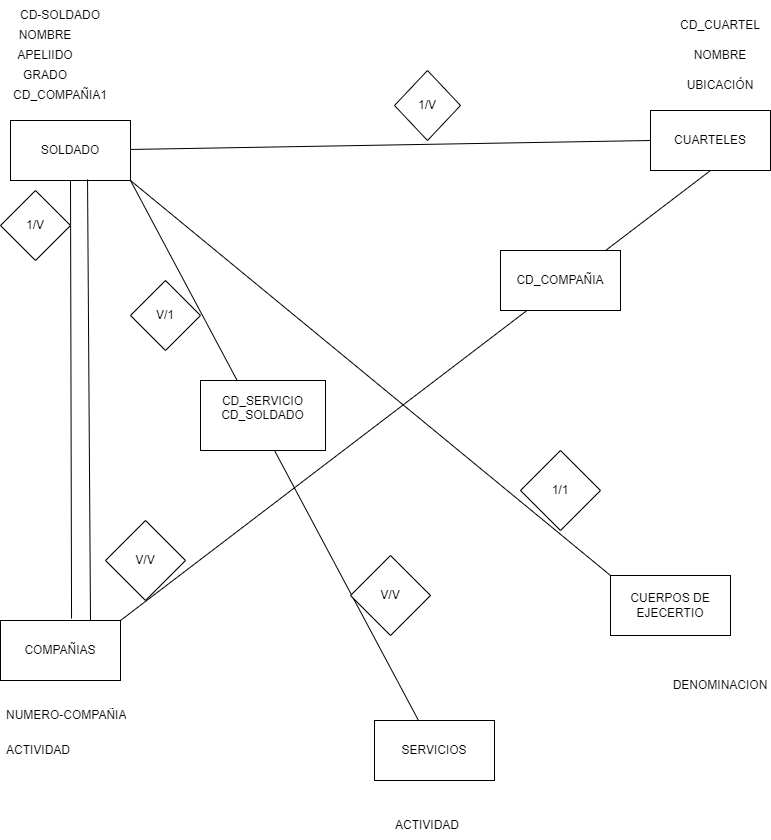 CD-SOLDADO
NOMBRE
APELIIDO
GRADO
CD_COMPAÑIA1
CD_CUARTEL
NOMBRE
UBICACIÓN
1/V
SOLDADO
CUARTELES
1/V
CD_COMPAÑIA
V/1
CD_SERVICIO
CD_SOLDADO
1/1
V/V
V/V
CUERPOS DE
EJECERTIO
COMPAÑIAS
DENOMINACION
NUMERO-COMPAÑIA
ACTIVIDAD
SERVICIOS
ACTIVIDAD